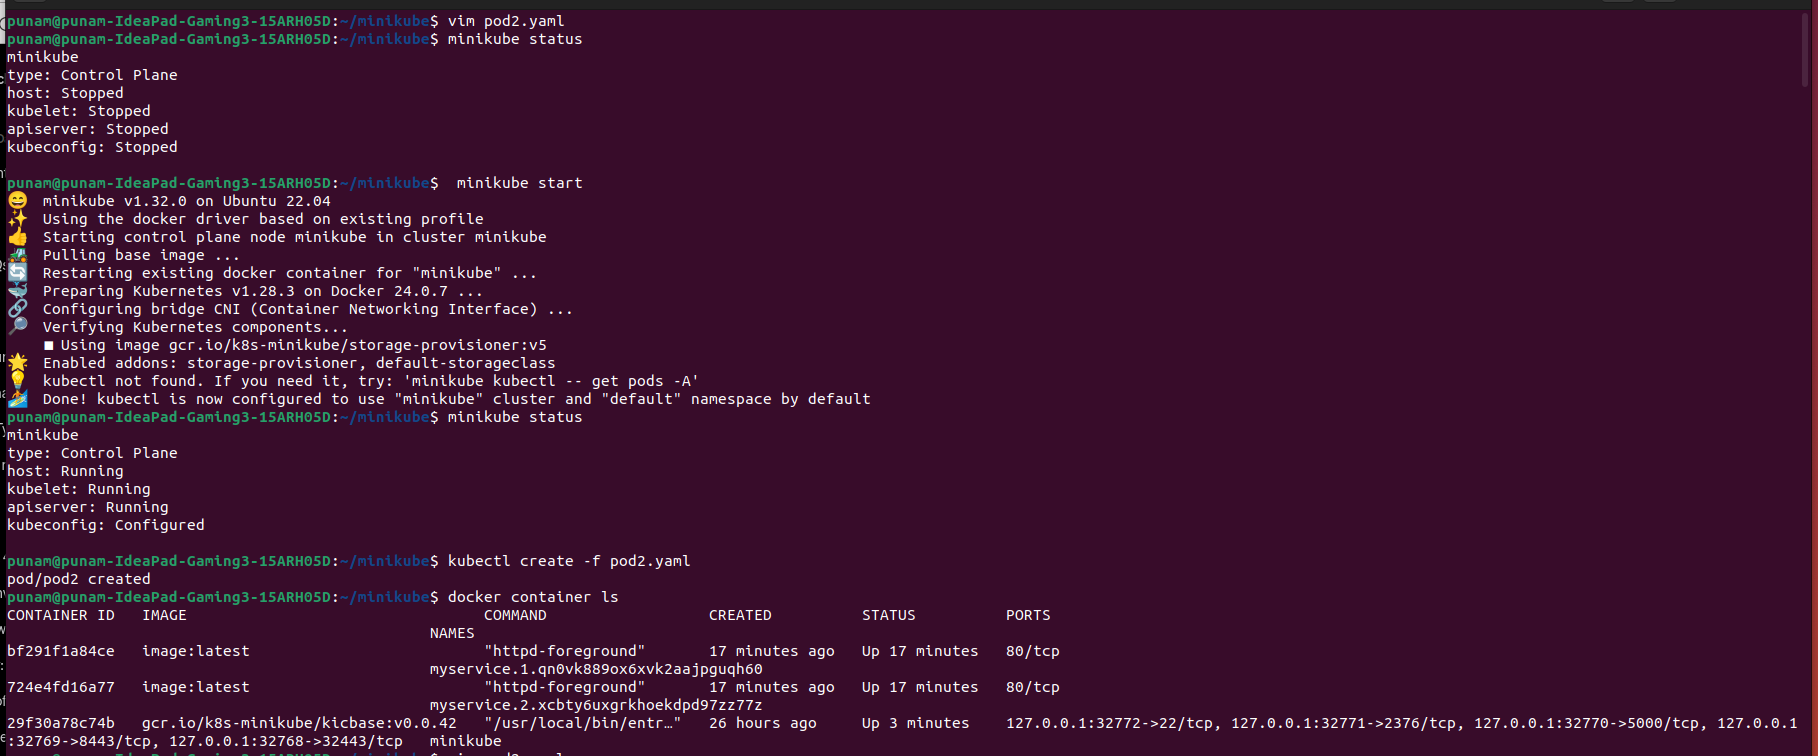 punam@punam-IdeaPad-Gaming3-15ARH05D:~/minikube$ vim pod2.yaml
punam@punam-IdeaPad-Gaming3-15ARH05D:~/minikube$ minikube status
minikube
type: Control Plane
host: Stopped
kubelet: Stopped
apiserver: Stopped
kubeconfig: Stopped
punam@punam-IdeaPad-Gaming3-15ARH05D:~/minikube$  minikube start
😄  minikube v1.32.0 on Ubuntu 22.04
✨  Using the docker driver based on existing profile
👍  Starting control plane node minikube in cluster minikube
🚜  Pulling base image ...
🔄  Restarting existing docker container for "minikube" ...
🐳  Preparing Kubernetes v1.28.3 on Docker 24.0.7 ...
🔗  Configuring bridge CNI (Container Networking Interface) ...
🔎  Verifying Kubernetes components...
    ■ Using image gcr.io/k8s-minikube/storage-provisioner:v5
🌟  Enabled addons: storage-provisioner, default-storageclass
💡  kubectl not found. If you need it, try: 'minikube kubectl -- get pods -A'
🏄  Done! kubectl is now configured to use "minikube" cluster and "default" namespace by default
punam@punam-IdeaPad-Gaming3-15ARH05D:~/minikube$ minikube status
minikube
type: Control Plane
host: Running
kubelet: Running
apiserver: Running
kubeconfig: Configured
punam@punam-IdeaPad-Gaming3-15ARH05D:~/minikube$ kubectl create -f pod2.yaml
pod/pod2 created
punam@punam-IdeaPad-Gaming3-15ARH05D:~/minikube$ docker container ls
CONTAINER ID   IMAGE                                 COMMAND                  CREATED          STATUS          PORTS
NAMES
bf291f1a84ce   image:latest                          "httpd-foreground"       17 minutes ago   Up 17 minutes   80/tcp
myservice.1.qn0vk889ox6xvk2aajpguqh60
724e4fd16a77   image:latest                          "httpd-foreground"       17 minutes ago   Up 17 minutes   80/tcp
myservice.2.xcbty6uxgrkhoekdpd97zz77z
29f30a78c74b   gcr.io/k8s-minikube/kicbase:v0.0.42   "/usr/local/bin/entr…"   26 hours ago     Up 3 minutes    127.0.0.1:32772->22/tcp, 127.0.0.1:32771->2376/tcp, 127.0.0.1:32770->5000/tcp, 127.0.0.1
:32769->8443/tcp, 127.0.0.1:32768->32443/tcp   minikube